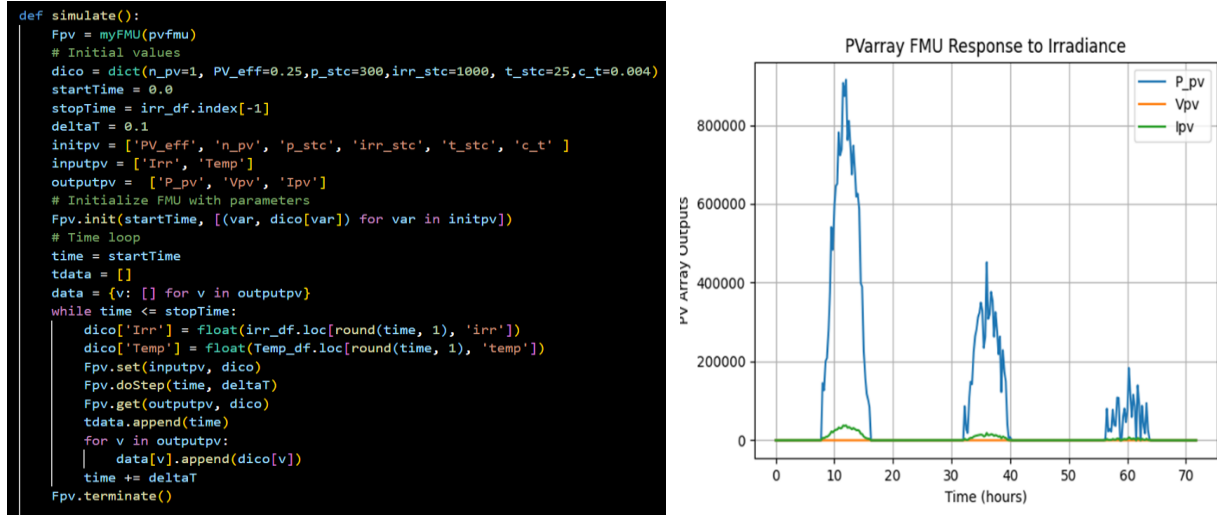 def simulate():
Fpv = myFMU(pvfmu)
# Initial values
dico = dict(n_pv=1, PV_eff=0.25,p_stc=300,irr_stc=1000, t_stc=25,c_t=0.004)
startTime = 0.0
stopTime = irr_df.index[-1]
deltaT = 0.1
initpv = ['PV_eff', 'n_pv', 'p_stc', 'irr_stc', 't_stc', 'c_t' ]
inputpv = ['Irr', 'Temp']
outputpv =  ['P_pv', 'Vpv', 'Ipv']
# Initialize FMU with parameters
Fpv.init(startTime, [(var, dico[var]) for var in initpv])
# Time loop
time = startTime
tdata = []
data = {v: [] for v in outputpv}
while time <= stopTime:
dico['Irr'] = float(irr_df.loc[round(time, 1), 'irr'])
dico['Temp'] = float(Temp_df.loc[round(time, 1), 'temp'])
Fpv.set(inputpv, dico)
Fpv.doStep(time, deltaT)
Fpv.get(outputpv, dico)
tdata.append(time)
for v in outputpv:
data[v].append(dico[v])
time += deltaT
Fpv.terminate()
PVarray FMU Response to Irradiance
P_pv
Vpv
Ipv
800000
600000
400000
200000
0
PV Array Outputs
0 10 20 30 40 50 60 70
Time (hours)